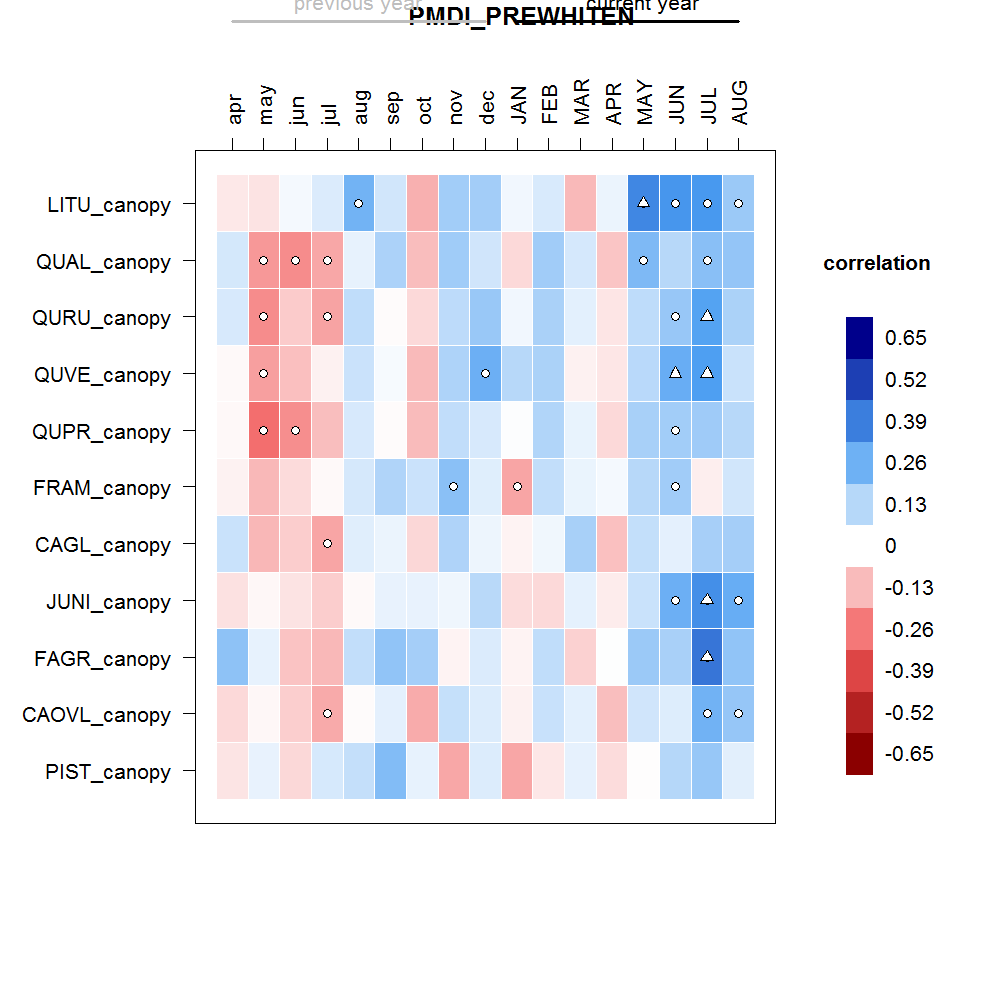 previous year
current year
PMDI_PREWHITEN
apr may jun jul aug sep oct nov dec JAN FEB MAR APR MAY JUN JUL AUG
LITU_canopy
QUAL_canopy
QURU_canopy
QUVE_canopy
QUPR_canopy
FRAM_canopy
CAGL_canopy
JUNI_canopy
FAGR_canopy
CAOVL_canopy
PIST_canopy
correlation
0.65
0.52
0.39
0.26
0.13
0
-0.13
-0.26
-0.39
-0.52
-0.65